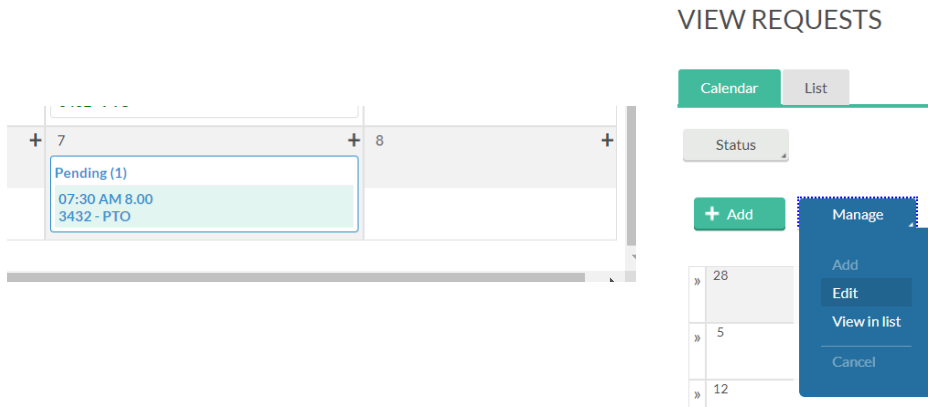 VIEW REQUESTS
Calendar
List
Status
+ Add
Manage
Add
Edit
View in list
Cancel
» 28
» 5
» 12
+ 7 + 8 +
Pending (1)
07:30 AM 8.00
3432 - PTO